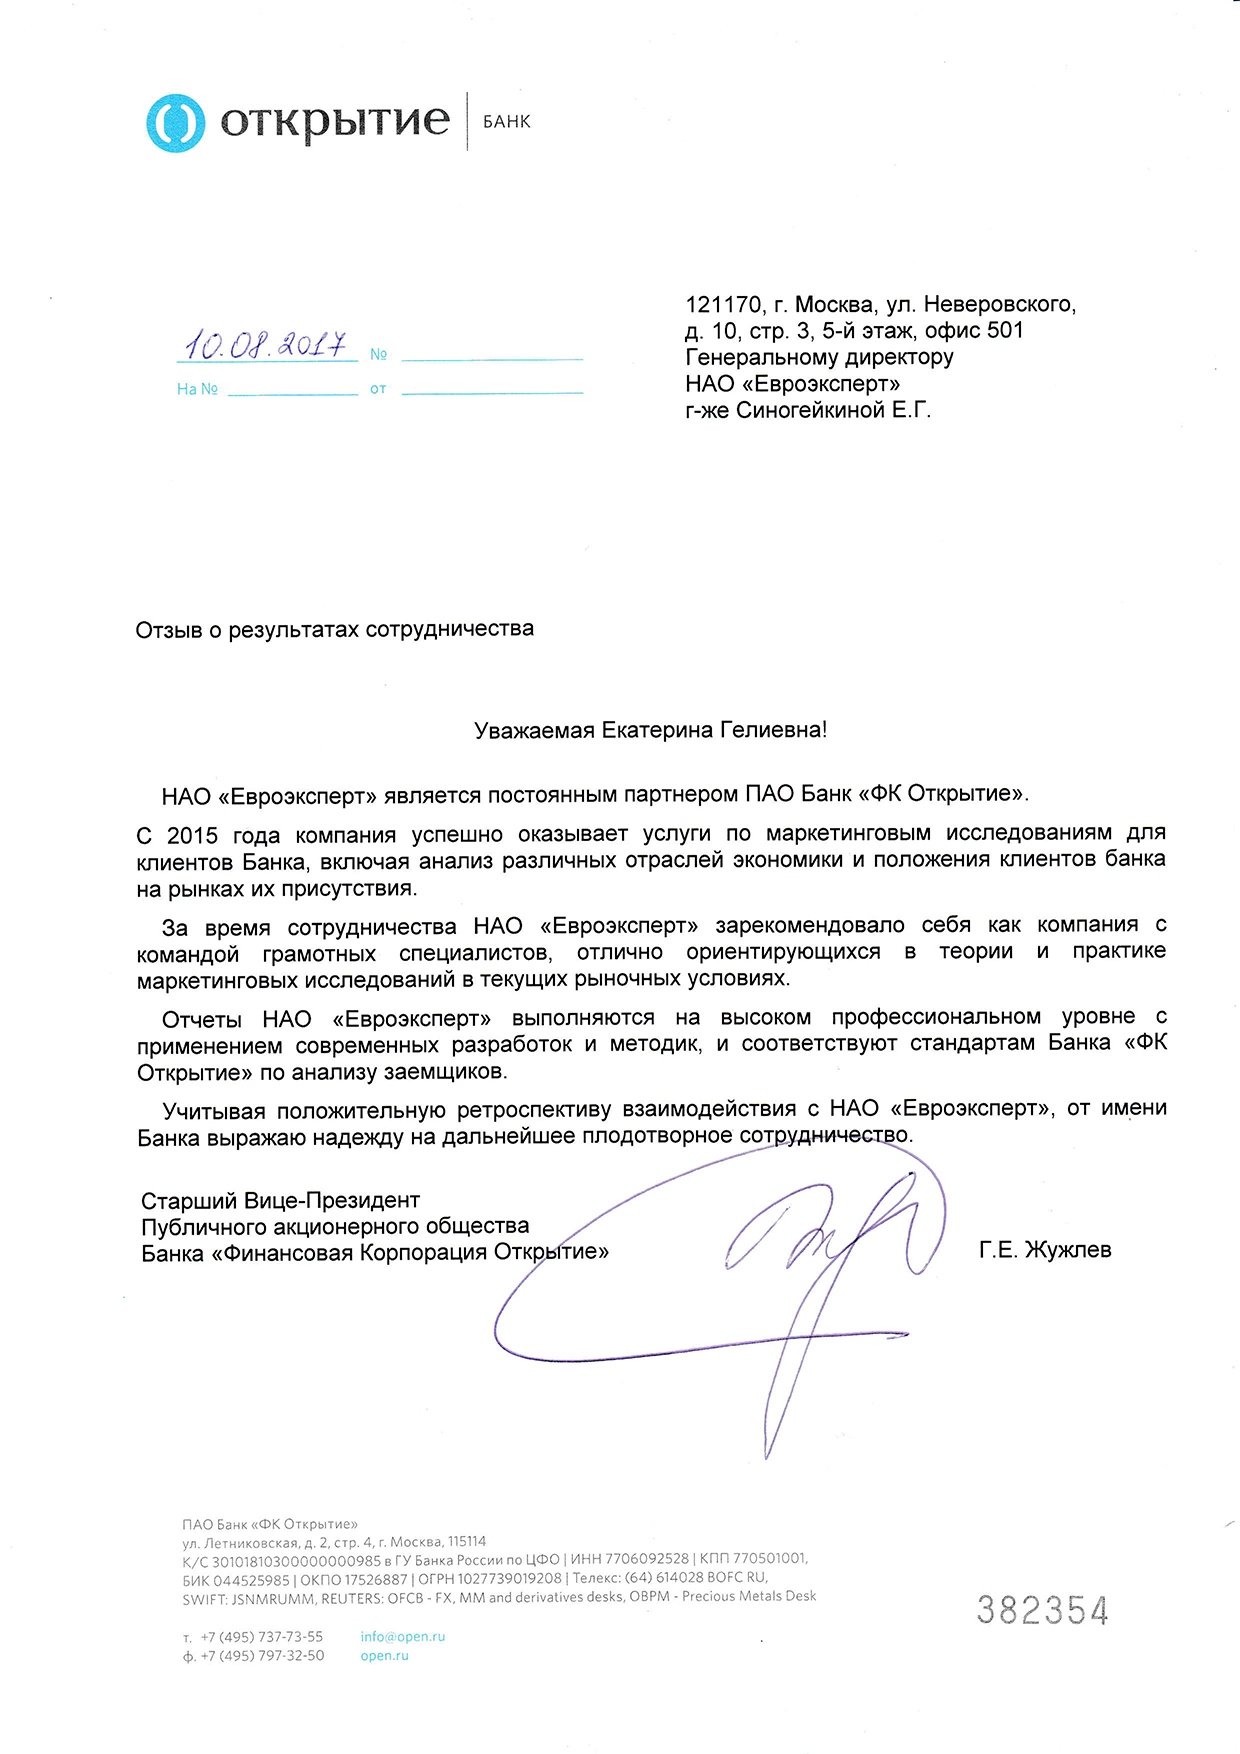 открытие БАНК
121170, г. Москва, ул. Неверовского,
д. 10, стр. 3, 5-й этаж, офис 501
Генеральному директору
НАО «Евроэксперт»
г-же Синогейкиной Е.Г.
10.08.2017 №
На № от
Отзыв о результатах сотрудничества
Уважаемая Екатерина Гелиевна!
НАО «Евроэксперт» является постоянным партнером ПАО Банк «ФК Открытие».
С 2015 года компания успешно оказывает услуги по маркетинговым исследованиям для
клиентов Банка, включая анализ различных отраслей экономики и положения клиентов банка
на рынках их присутствия.
За время сотрудничества НАО «Евроэксперт» зарекомендовало себя как компания с
командой грамотных специалистов, отлично ориентирующихся в теории и практике
маркетинговых исследований в текущих рыночных условиях.
Отчеты НАО «Евроэксперт» выполняются на высоком профессиональном уровне с
применением современных разработок и методик, и соответствуют стандартам Банка «ФК
Открытие» по анализу заемщиков.
Учитывая положительную ретроспективу взаимодействия с НАО «Евроэксперт», от имени
Банка выражаю надежду на дальнейшее плодотворное сотрудничество.
Старший Вице-Президент
Публичного акционерного общества
Банка «Финансовая Корпорация Открытие» Г.Е. Жужлев
ПАО Банк «ФК Открытие»
ул. Летниковская, д. 2, стр. 4, г. Москва, 115114
К/С 30101810300000000985 в ГУ Банка России по ЦФО | ИНН 7706092528 | КПП 770501001,
БИК 044525985 | ОКПО 17526887 | ОГРН 1027739019208 | Телекс: (64) 614028 BOFC RU,
SWIFT: JSNMRUMM, REUTERS: OFCB - FX, MM and derivatives desks, OBPM - Precious Metals Desk
382354
т. +7 (495) 737-73-55 info@open.ru
ф. +7 (495) 797-32-50 open.ru